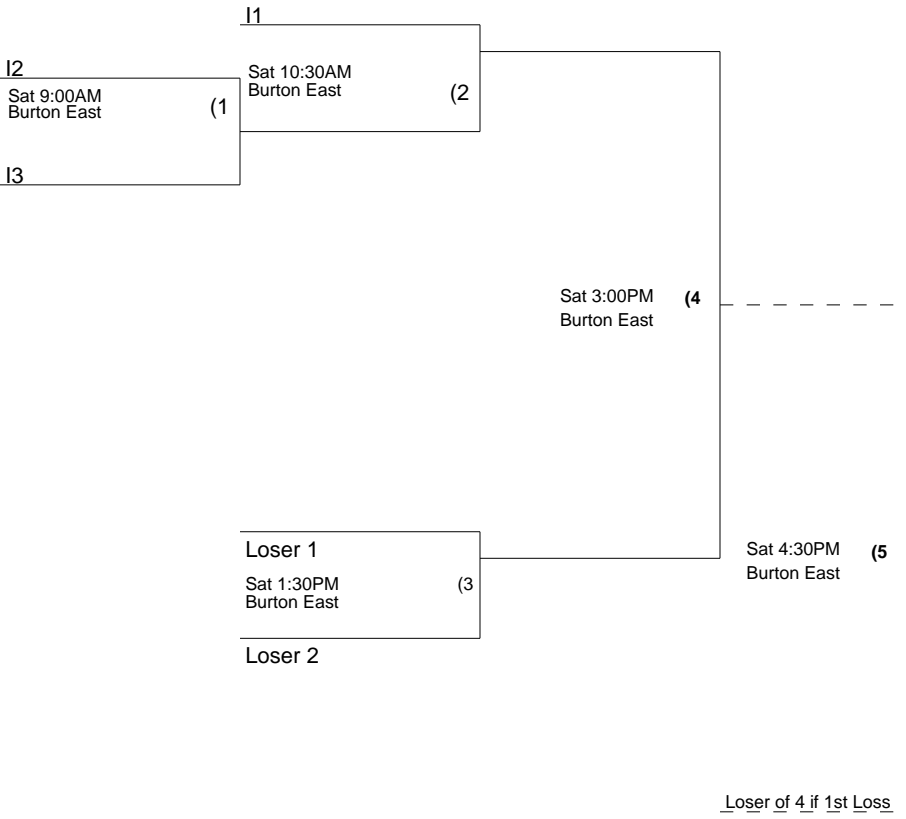 I1
I2
Sat 9:00AM
Burton East
(1
Sat 10:30AM
Burton East
(2
I3
Sat 3:00PM
(4
Burton East
Loser 1
Sat 1:30PM
Burton East
(3
Loser 2
Sat 4:30PM
(5
Burton East
Loser of 4 if 1st Loss